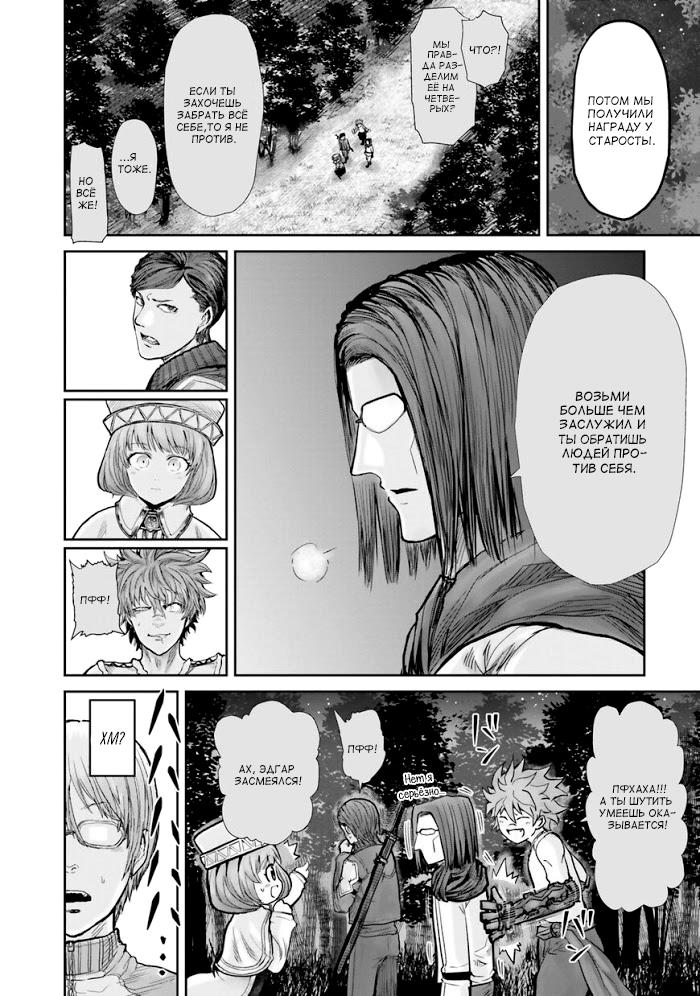 ПОТОМ МЫ
ПОЛУЧИЛИ
НАГРАДУ У
СТАРОСТЫ.
ЧТО?!
МЫ
ПРАВ-
ДА РАЗ-
ДЕЛИМ
ЕЁ НА
ЧЕТВЕ-
РЫХ?
ЕСЛИ ТЫ
ЗАХОЧЕШЬ
ЗАБРАТЬ ВСЁ
СЕБЕ,ТО Я НЕ
ПРОТИВ.
...Я
ТОЖЕ.
НО
ВСЁ
ЖЕ!
ВОЗЬМИ
БОЛЬШЕ ЧЕМ
ЗАСЛУЖИЛ И
ТЫ ОБРАТИШЬ
ЛЮДЕЙ ПРО-
ТИВ СЕБЯ.
ПФФ!
ПФХАХА!!!
А ТЫ ШУТИТЬ
УМЕЕШЬ ОКА-
ЗЫВАЕТСЯ!
Нет я
серьёзно...
ПФФ!
АХ, ЭДГАР
ЗАСМЕЯЛСЯ!
ХМ?